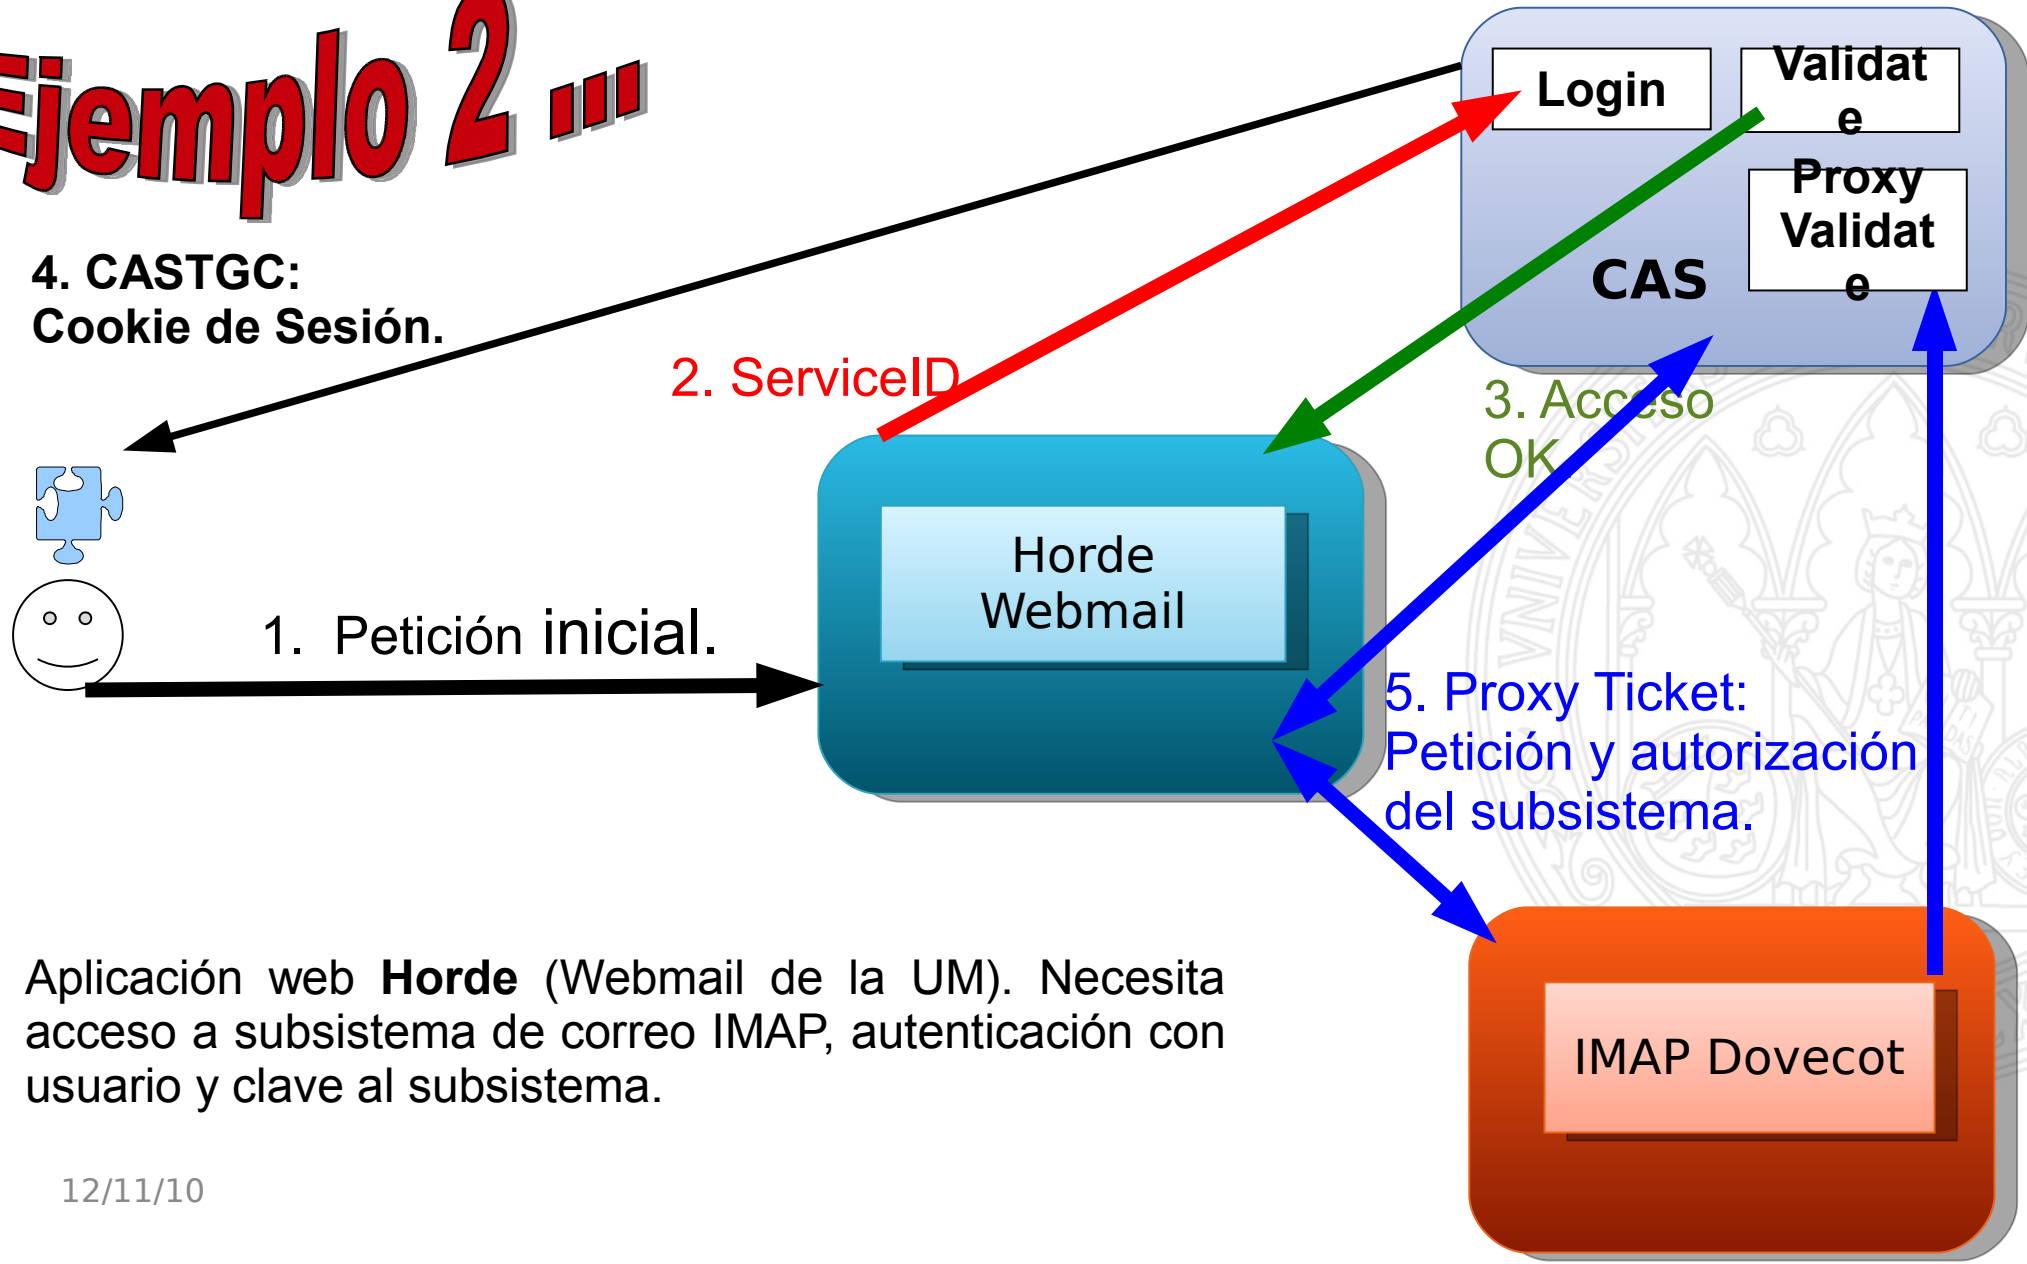 Ejemplo 2 ...
Login
Validat
e
Proxy
Validat
e
CAS
4. CASTGC:
Cookie de Sesión.
2. ServiceID
3. Acceso
OK
Horde
Webmail
1. Petición inicial.
5. Proxy Ticket:
Petición y autorización
del subsistema.
IMAP Dovecot
Aplicación web Horde (Webmail de la UM). Necesita
acceso a subsistema de correo IMAP, autenticación con
usuario y clave al subsistema.
12/11/10